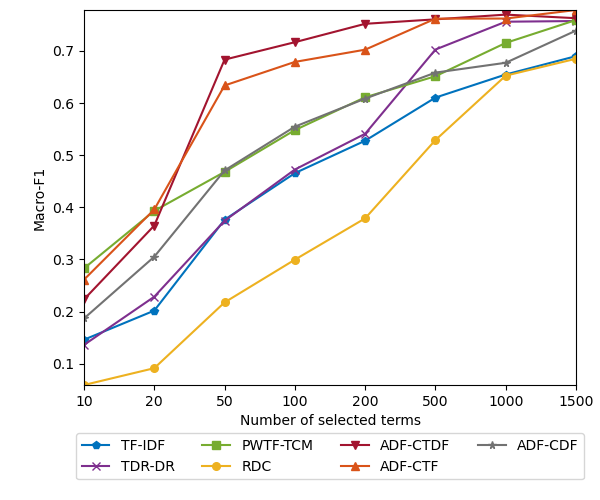 0.7
0.6
0.5
0.4
0.3
0.2
0.1
Macro-F1
10 20 50 100 200 500 1000 1500
Number of selected terms
TF-IDF PWTF-TCM ADF-CTDF ADF-CDF
TDR-DR RDC ADF-CTF